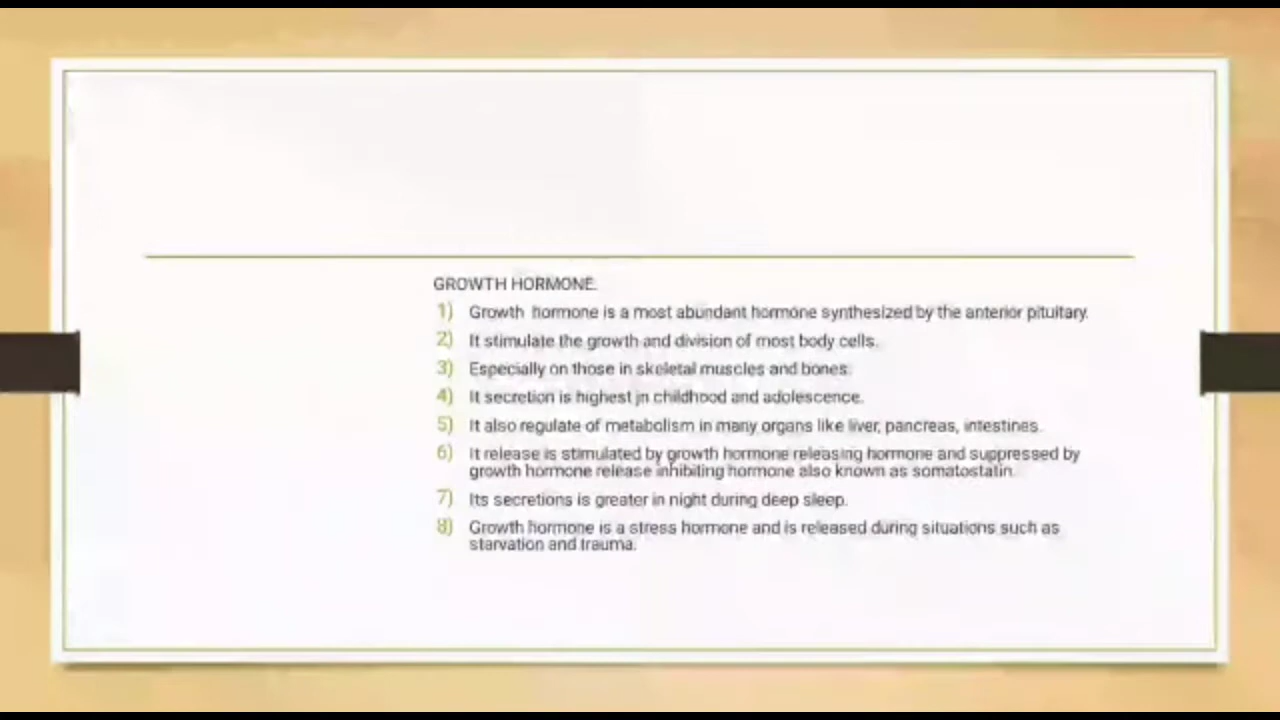 GROWTH HORMONE.
1) Growth hormone is a most abundant hormone synthesized by the anterior pituitary.
2) It stimulate the growth and division of most body cells.
3) Especially on those in skeletal muscles and bones.
4) It secretion is highest in childhood and adolescence.
5) It also regulate of metabolism in many organs like liver, pancreas, intestines.
6) It release is stimulated by growth hormone releasing hormone and suppressed by
growth hormone release inhibiting hormone also known as somatostatin.
7) Its secretions is greater in night during deep sleep.
8) Growth hormone is a stress hormone and is released during situations such as
starvation and trauma.